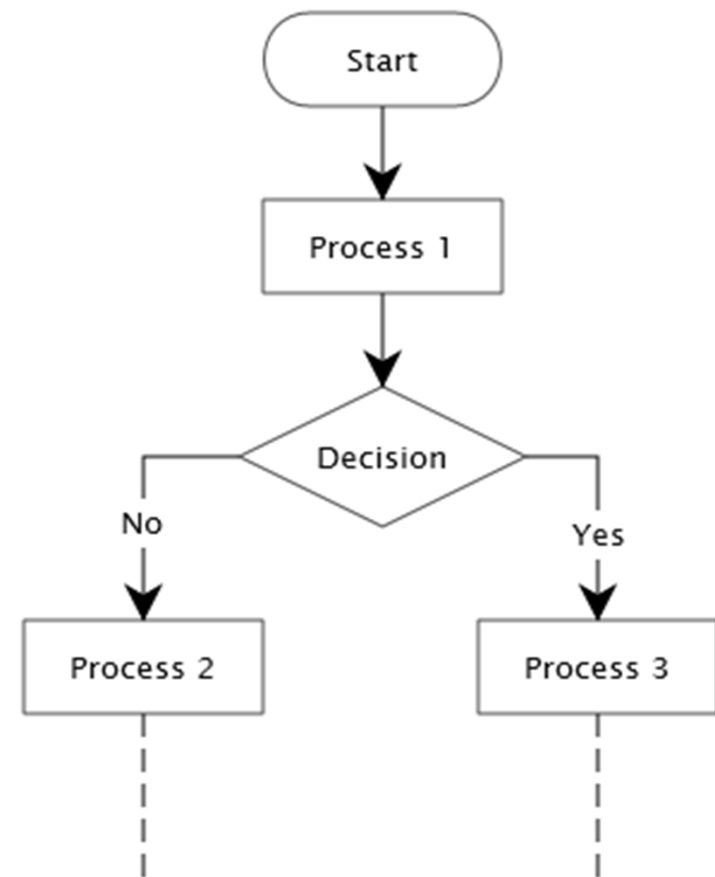 Start
Process 1
Decision
No
Yes
Process 2
Process 3